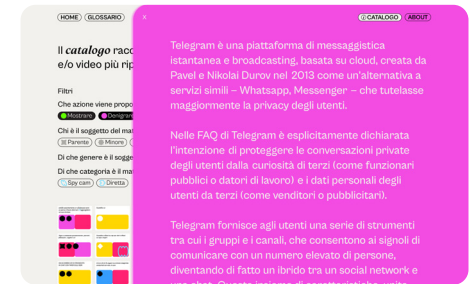 HOME GLOSSARIO
Il catalogo racc
e/o video più rip
Filtri
Che azione viene propo
Mostrare Denigrare
Chi è il soggetto del mat
Parente Minore
Di che genere è il sogge
Di che categoria è il mat
Spy cam Diretta
X
CATALOGO ABOUT
Telegram è una piattaforma di messaggistica
istantanea e broadcasting, basata su cloud, creata da
Pavel e Nikolai Durov nel 2013 come un'alternativa a
servizi simili – Whatsapp, Messenger – che tutelasse
maggiormente la privacy degli utenti.
Nelle FAQ di Telegram è esplicitamente dichiarata
l'intenzione di proteggere le conversazioni private
degli utenti dalla curiosità di terzi (come funzionari
pubblici o datori di lavoro) e i dati personali degli
utenti da terzi (come venditori o pubblicitari).
Telegram fornisce agli utenti una serie di strumenti
tra cui i gruppi e i canali, che consentono ai signoli di
comunicare con un numero elevato di persone,
diventando di fatto un ibrido tra un social network e